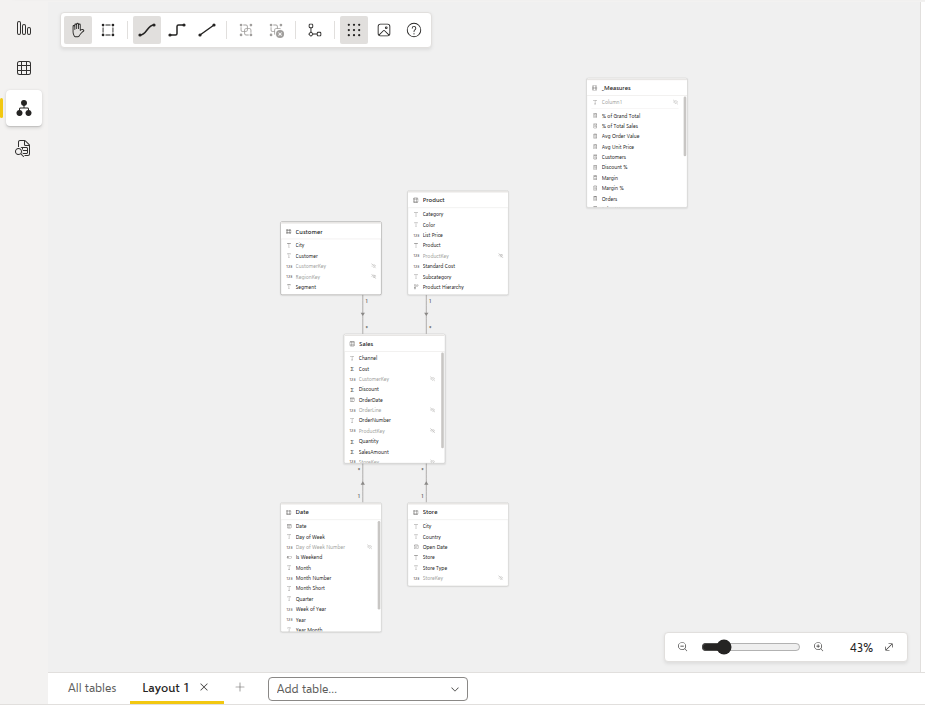 _Measures
Column1
% of Grand Total
% of Total Sales
Avg Order Value
Avg Unit Price
Customers
Discount %
Margin
Margin %
Orders
Product
Category
Color
List Price
Product
ProductKey
Standard Cost
Subcategory
Product Hierarchy
Customer
City
Customer
CustomerKey
RegionKey
Segment
1
1
*
*
Sales
Channel
Cost
CustomerKey
Discount
OrderDate
OrderLine
OrderNumber
ProductKey
Quantity
SalesAmount
StoreKey
*
*
1
1
Date
Date
Day of Week
Day of Week Number
Is Weekend
Month
Month Number
Month Short
Quarter
Week of Year
Year
Year Month
Store
City
Country
Open Date
Store
Store Type
StoreKey
43%
All tables
Layout 1
Add table...